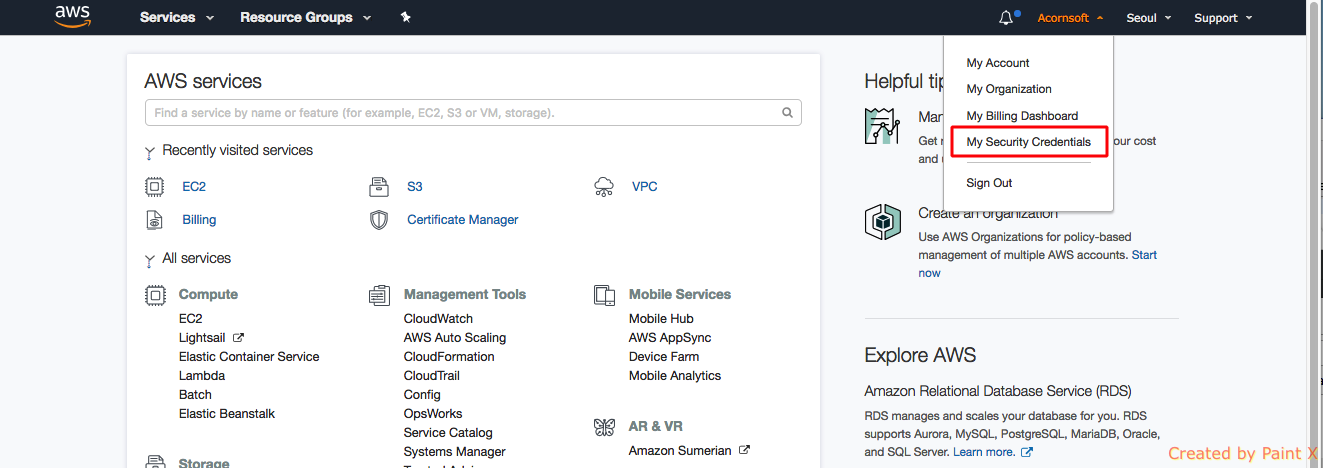 aws
Services
Resource Groups
Acornsoft
Seoul
Support
My Account
My Organization
My Billing Dashboard
My Security Credentials
Sign Out
AWS services
Find a service by name or feature (for example, EC2, S3 or VM, storage).
Recently visited services
EC2
S3
VPC
Billing
Certificate Manager
All services
Compute
EC2
Lightsail
Elastic Container Service
Lambda
Batch
Elastic Beanstalk
Storage
Management Tools
CloudWatch
AWS Auto Scaling
CloudFormation
CloudTrail
Config
OpsWorks
Service Catalog
Systems Manager
Mobile Services
Mobile Hub
AWS AppSync
Device Farm
Mobile Analytics
AR & VR
Amazon Sumerian
Helpful
Get
our cost
and
Create an organization
Use AWS Organizations for policy-based
management of multiple AWS accounts. Start
now
Explore AWS
Amazon Relational Database Service (RDS)
RDS manages and scales your database for you. RDS
supports Aurora, MySQL, PostgreSQL, MariaDB, Oracle,
and SQL Server. Learn more.
Created by Paint X